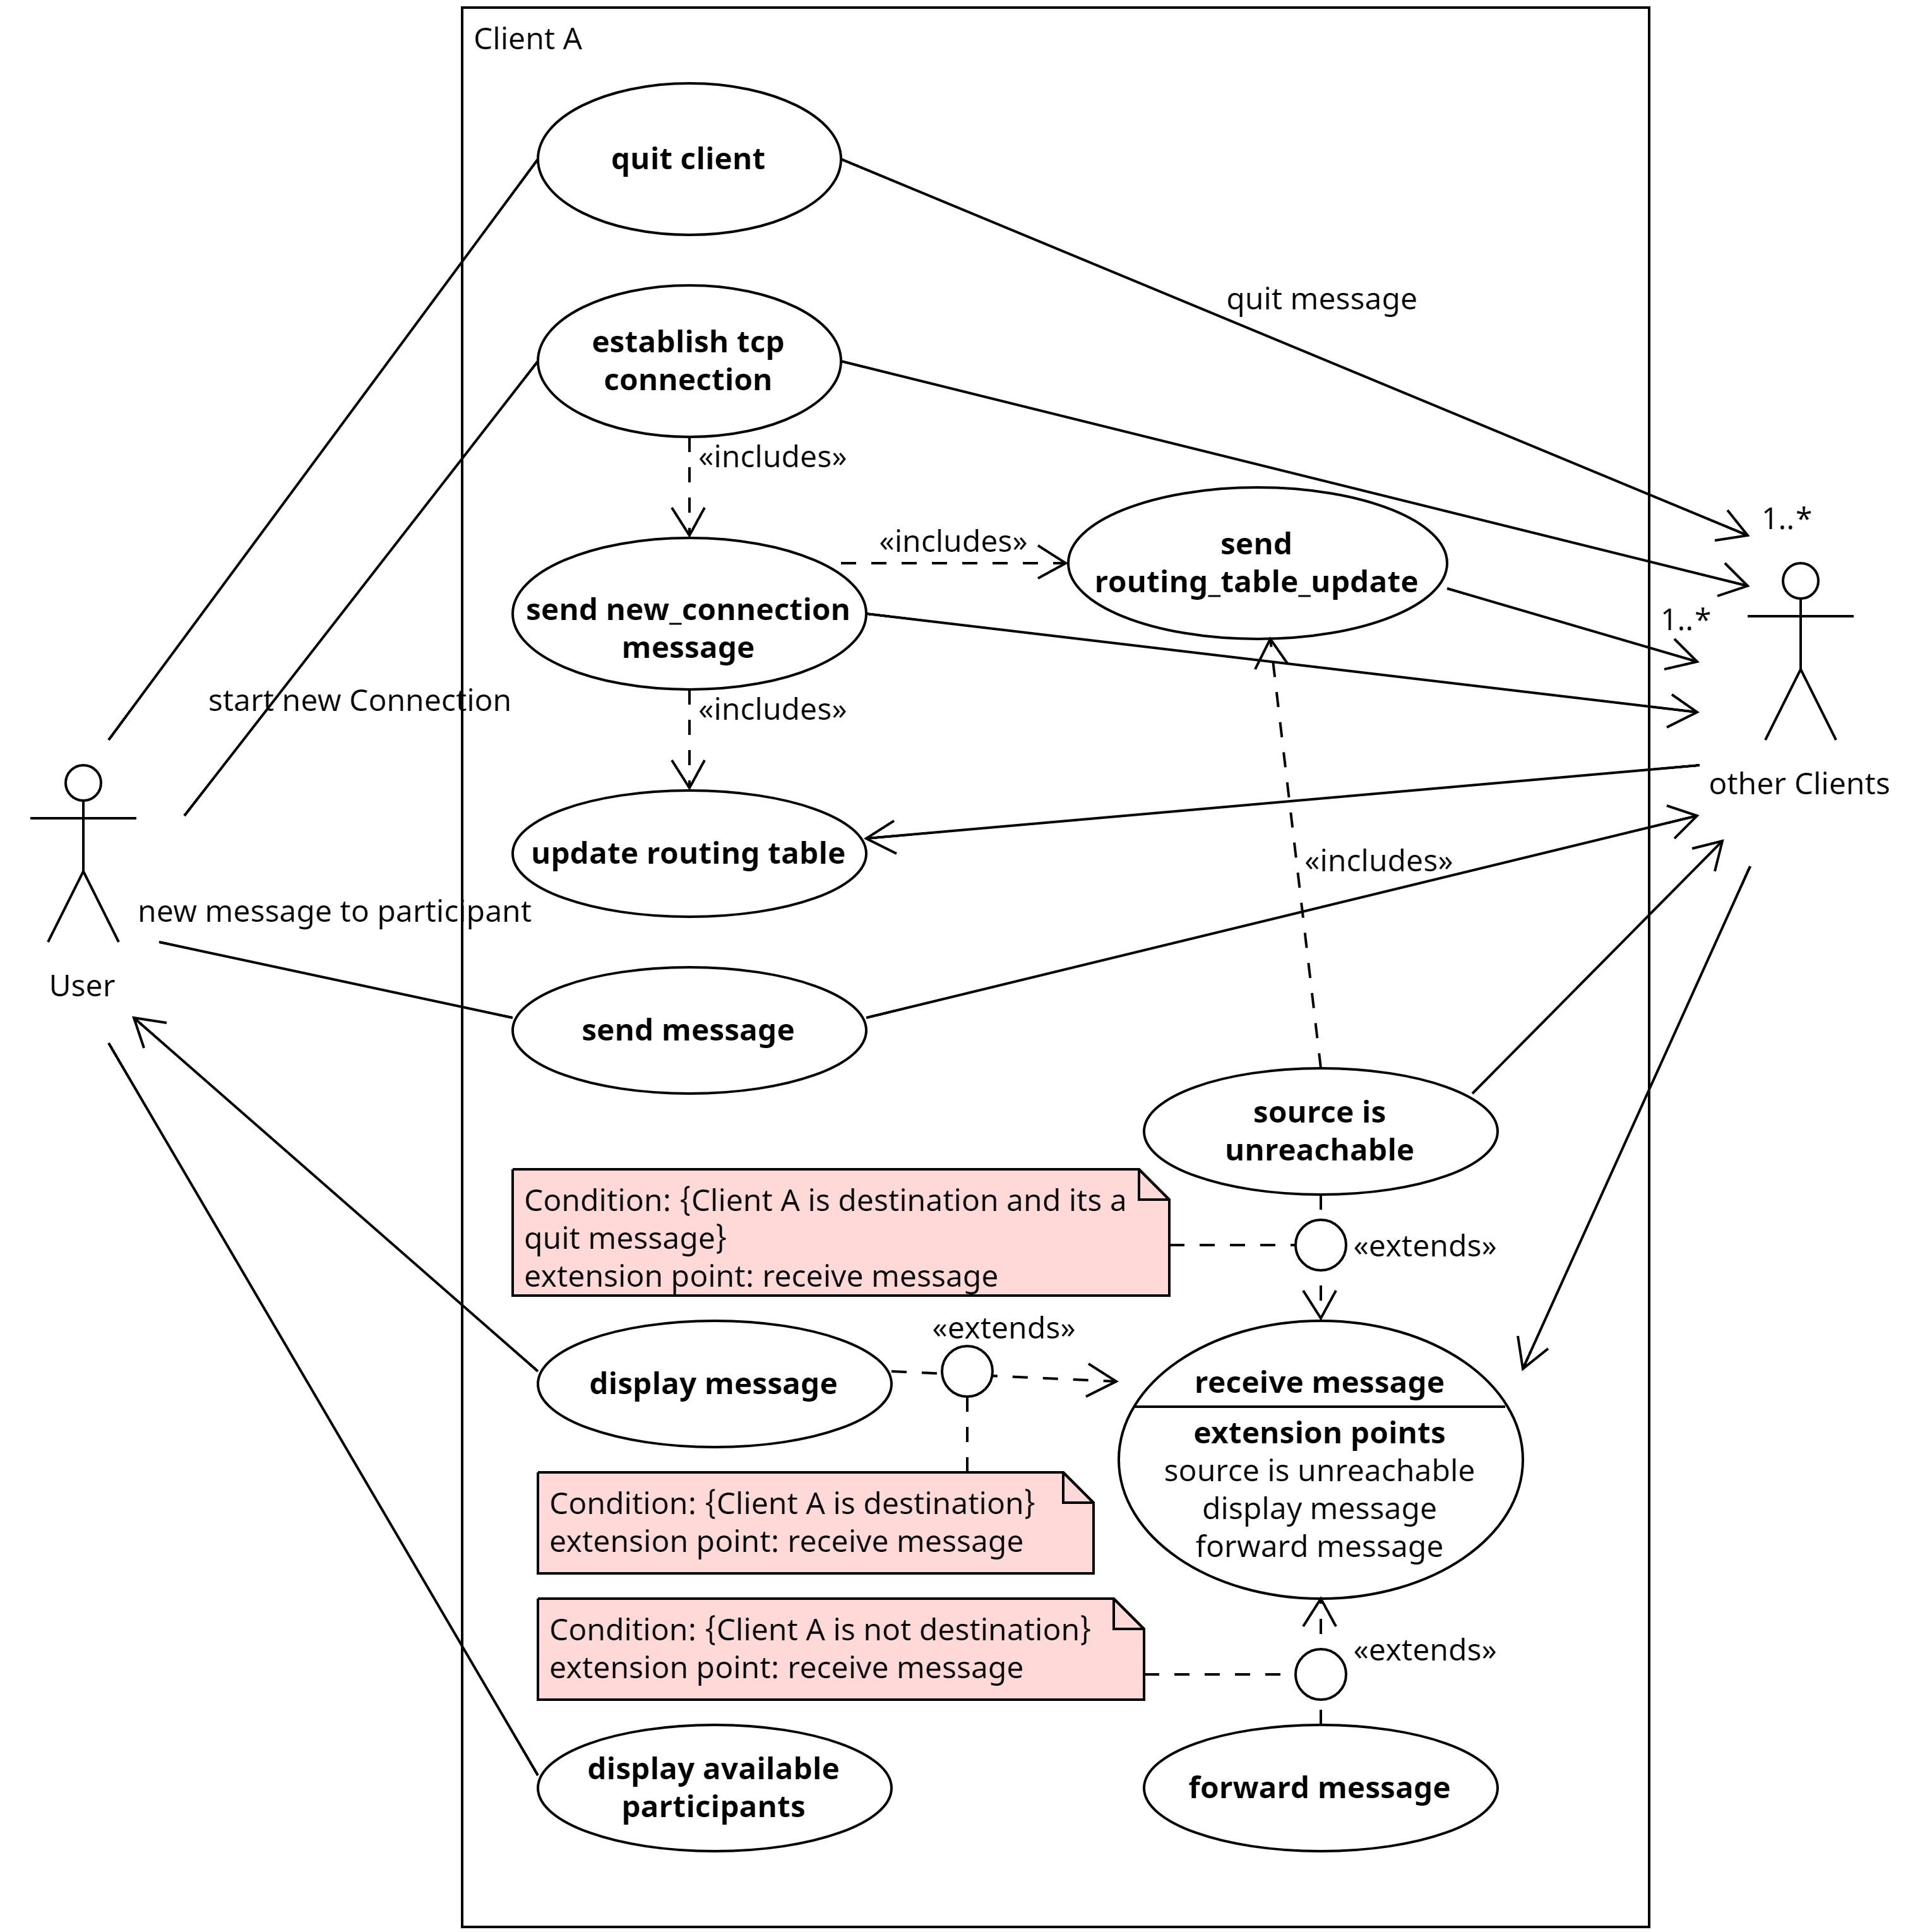 Client A
quit client
quit message
establish tcp
connection
«includes»
1..*
send
routing_table_update
«includes»
send new_connection
message
1..*
start new Connection
«includes»
other Clients
update routing table
«includes»
new message to participant
User
send message
source is
unreachable
Condition: {Client A is destination and its a
quit message}
extension point: receive message
«extends»
«extends»
display message
receive message
extension points
source is unreachable
display message
forward message
Condition: {Client A is destination}
extension point: receive message
Condition: {Client A is not destination}
extension point: receive message
«extends»
display available
participants
forward message